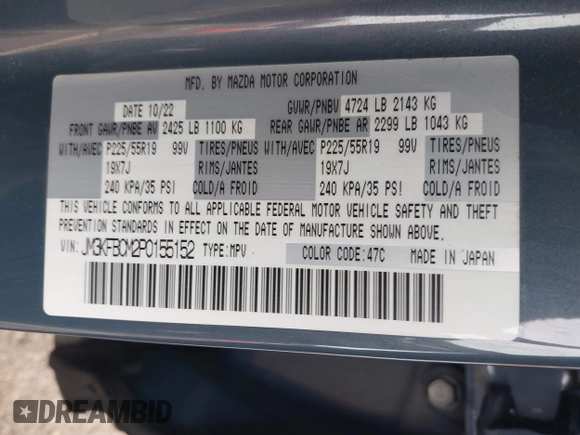 MFD. BY MAZDA MOTOR CORPORATION
DATE 10/22 GVWR/PNBV 4724 LB 2143 KG
FRONT GAWR/PNBE AV 2425 LB 1100 KG REAR GAWR/PNBE AR 2299 LB 1043 KG
WITH/AVEC P225/55R19 99V TIRES/PNEUS WITH/AVEC P225/55R19 99V TIRES/PNEUS
19X7J RIMS/JANTES 19X7J RIMS/JANTES
240 KPA/35 PSI COLD/A FROID 240 KPA/35 PSI COLD/A FROID
THIS VEHICLE CONFORMS TO ALL APPLICABLE FEDERAL MOTOR VEHICLE SAFETY AND THEFT
PREVENTION STANDARDS IN EFFECT ON THE DATE OF MANUFACTURE SHOWN ABOVE.
VIN: JM3KFBCM2P0155152 TYPE:MPV COLOR CODE:47C MADE IN JAPAN
DREAMBID